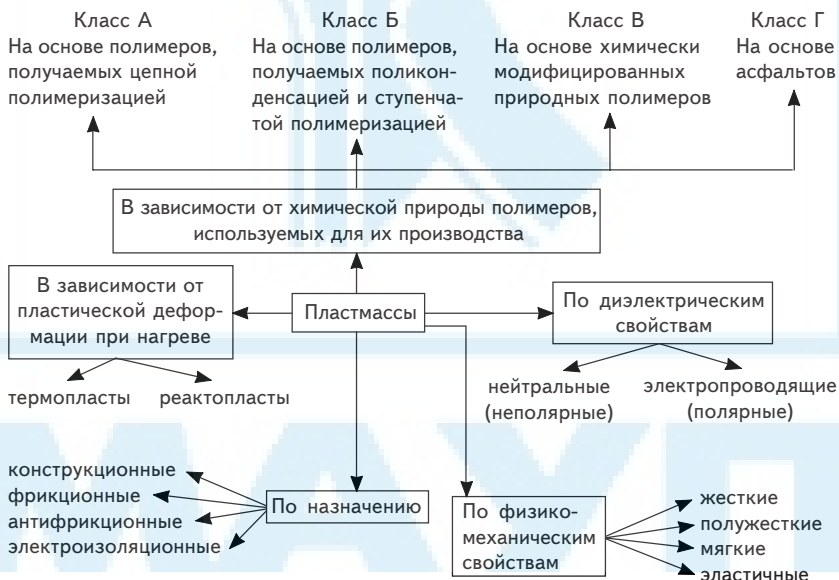 Класс А
На основе полимеров,
получаемых цепной
полимеризацией
Класс Б
На основе полимеров,
получаемых поликон-
денсацией и ступенча-
той полимеризацией
Класс В
На основе химически
модифицированных
природных полимеров
Класс Г
На основе
асфальтов
В зависимости от химической природы полимеров,
используемых для их производства
В зависимости от
пластической дефор-
мации при нагреве
Пластмассы
По диэлектрическим
свойствам
термопласты
реактопласты
нейтральные
(неполярные)
электропроводящие
(полярные)
конструкционные
фрикционные
антифрикционные
электроизоляционные
По назначению
По физико-
механическим
свойствам
жесткие
полужесткие
мягкие
эластичные